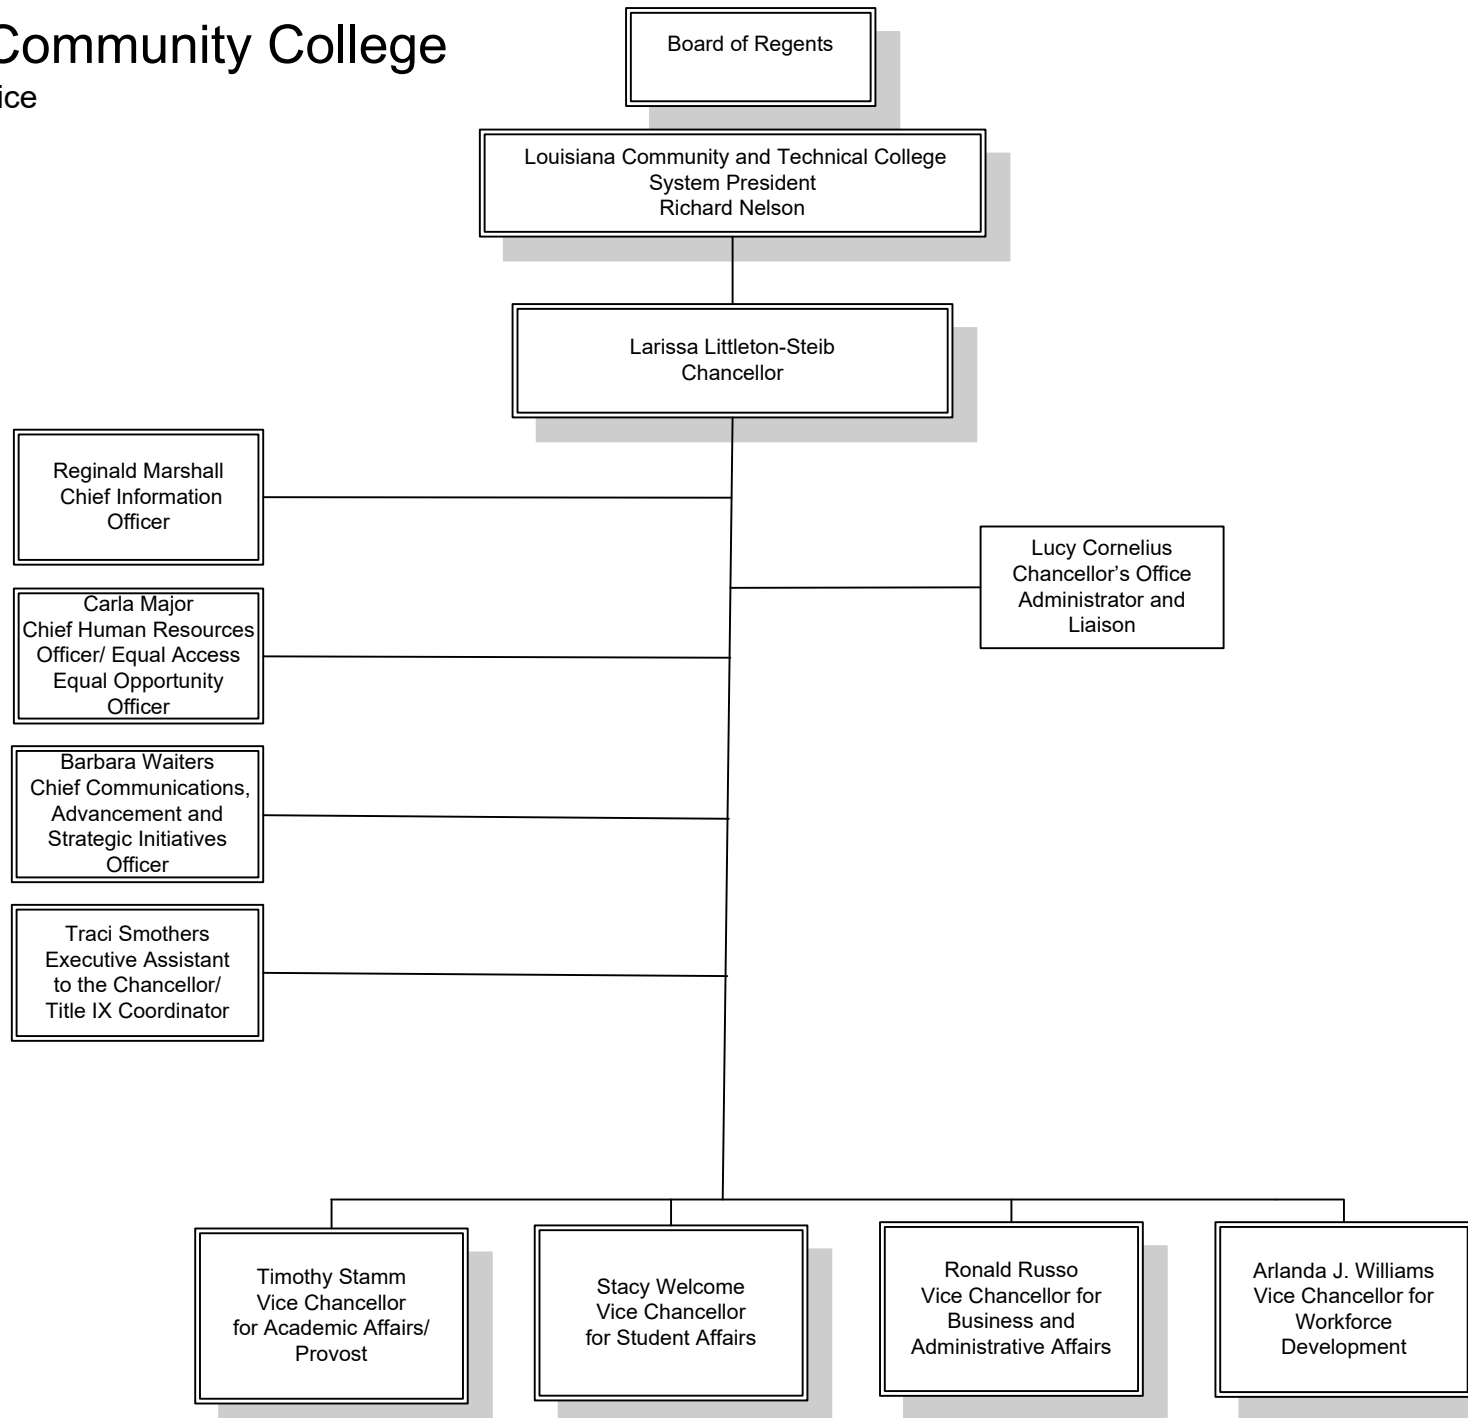 Community College
ice
Board of Regents
Louisiana Community and Technical College
System President
Richard Nelson
Larissa Littleton-Steib
Chancellor
Reginald Marshall
Chief Information
Officer
Lucy Cornelius
Chancellor’s Office
Administrator and
Liaison
Carla Major
Chief Human Resources
Officer/ Equal Access
Equal Opportunity
Officer
Barbara Waiters
Chief Communications,
Advancement and
Strategic Initiatives
Officer
Traci Smothers
Executive Assistant
to the Chancellor/
Title IX Coordinator
Timothy Stamm
Vice Chancellor
for Academic Affairs/
Provost
Stacy Welcome
Vice Chancellor
for Student Affairs
Ronald Russo
Vice Chancellor for
Business and
Administrative Affairs
Arlanda J. Williams
Vice Chancellor for
Workforce
Development